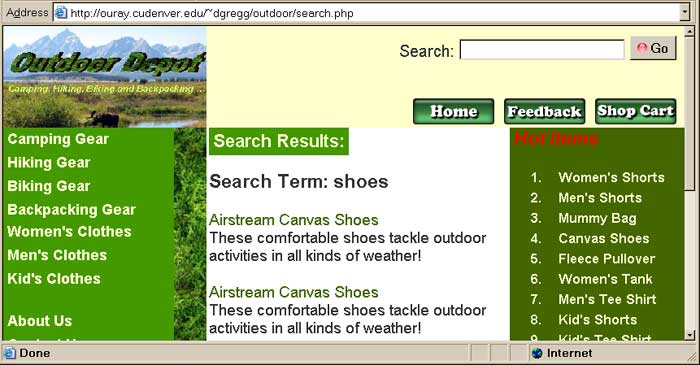 Address http://ouray.cudenver.edu/~dgregg/outdoor/search.php
Outdoor Depot
Camping, Hiking, Biking and Backpacking ...
Search:
Go
Home
Feedback
Shop Cart
Camping Gear
Hiking Gear
Biking Gear
Backpacking Gear
Women's Clothes
Men's Clothes
Kid's Clothes
About Us
Search Results:
Search Term: shoes
Airstream Canvas Shoes
These comfortable shoes tackle outdoor
activities in all kinds of weather!
Airstream Canvas Shoes
These comfortable shoes tackle outdoor
activities in all kinds of weather!
Hot Items
1. Women's Shorts
2. Men's Shorts
3. Mummy Bag
4. Canvas Shoes
5. Fleece Pullover
6. Women's Tank
7. Men's Tee Shirt
8. Kid's Shorts
9. Kid's Tee Shirt
Done
Internet